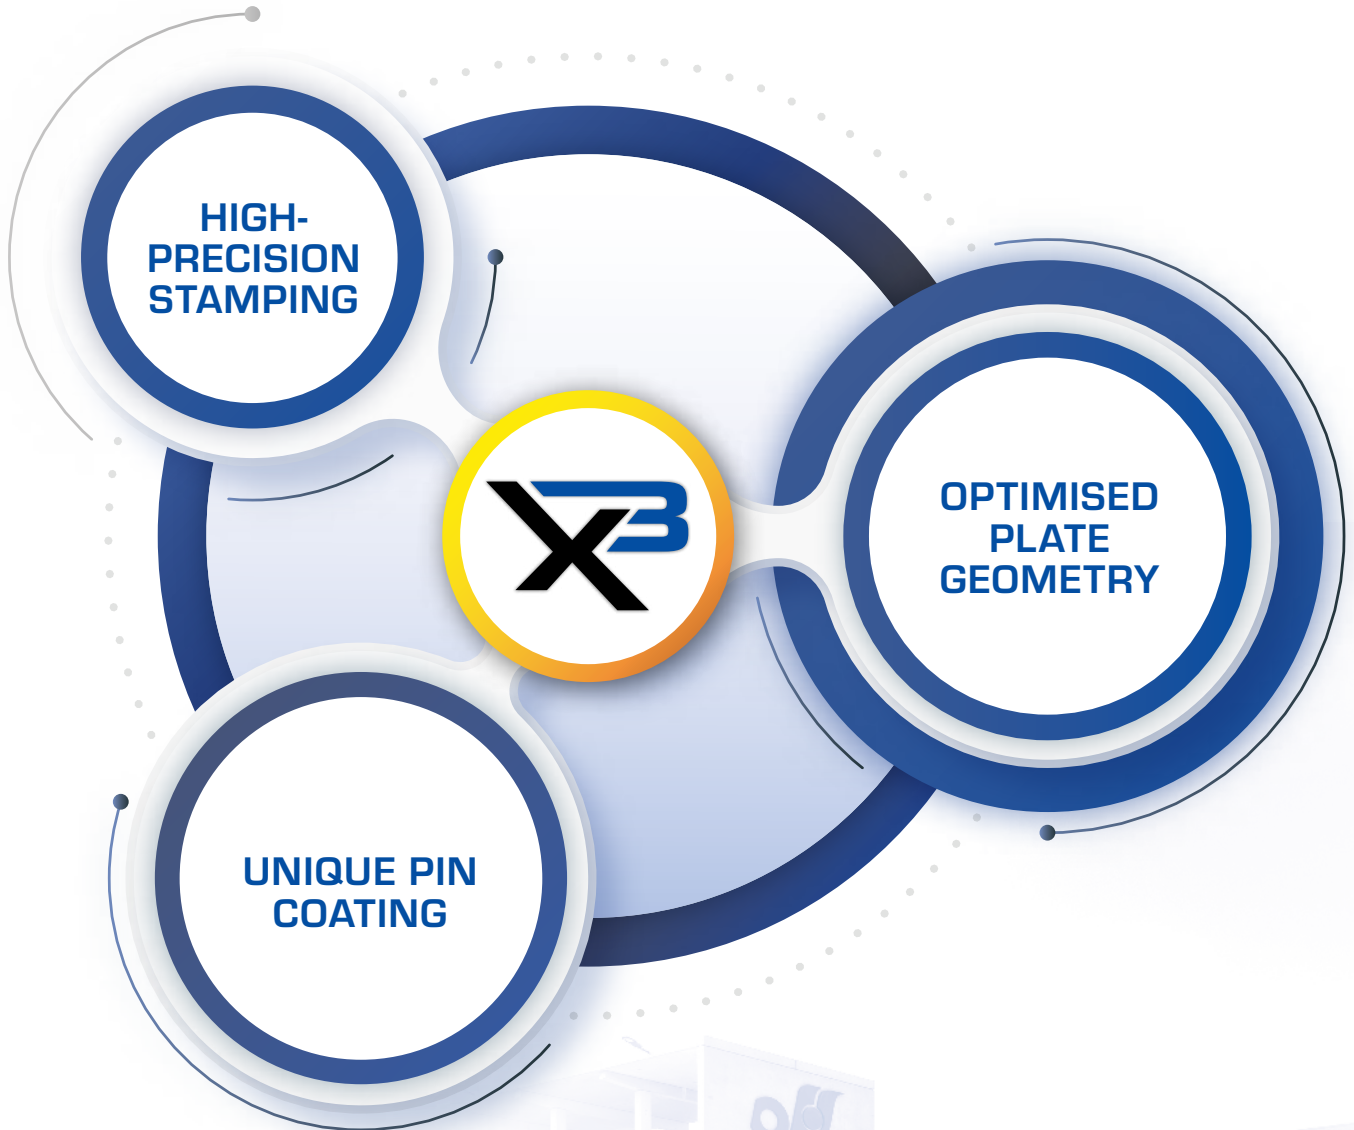 HIGH-
PRECISION
STAMPING
X3
OPTIMISED
PLATE
GEOMETRY
UNIQUE PIN
COATING